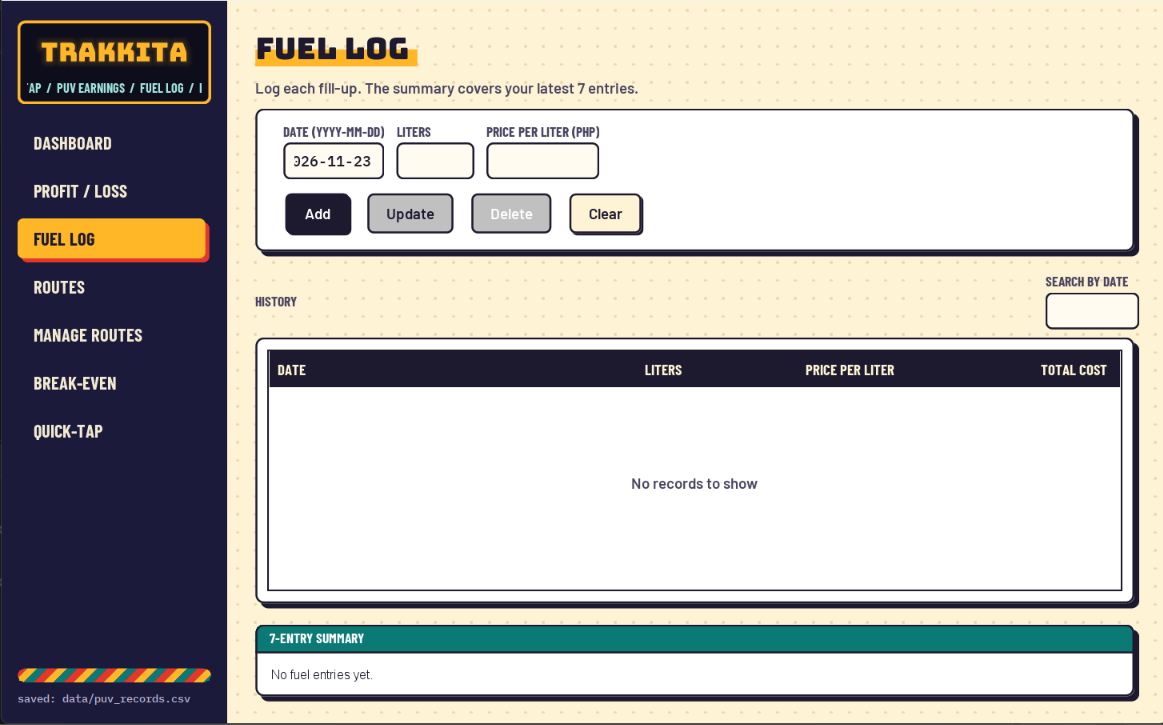 TRAKKITA
AP / PUV EARNINGS / FUEL LOG /
DASHBOARD
PROFIT / LOSS
FUEL LOG
ROUTES
MANAGE ROUTES
BREAK-EVEN
QUICK-TAP
saved: data/puv_records.csv
FUEL LOG
Log each fill-up. The summary covers your latest 7 entries.
DATE (YYYY-MM-DD) LITERS PRICE PER LITER (PHP)
026-11-23
Add Update Delete Clear
SEARCH BY DATE
HISTORY
DATE LITERS PRICE PER LITER TOTAL COST
No records to show
7-ENTRY SUMMARY
No fuel entries yet.